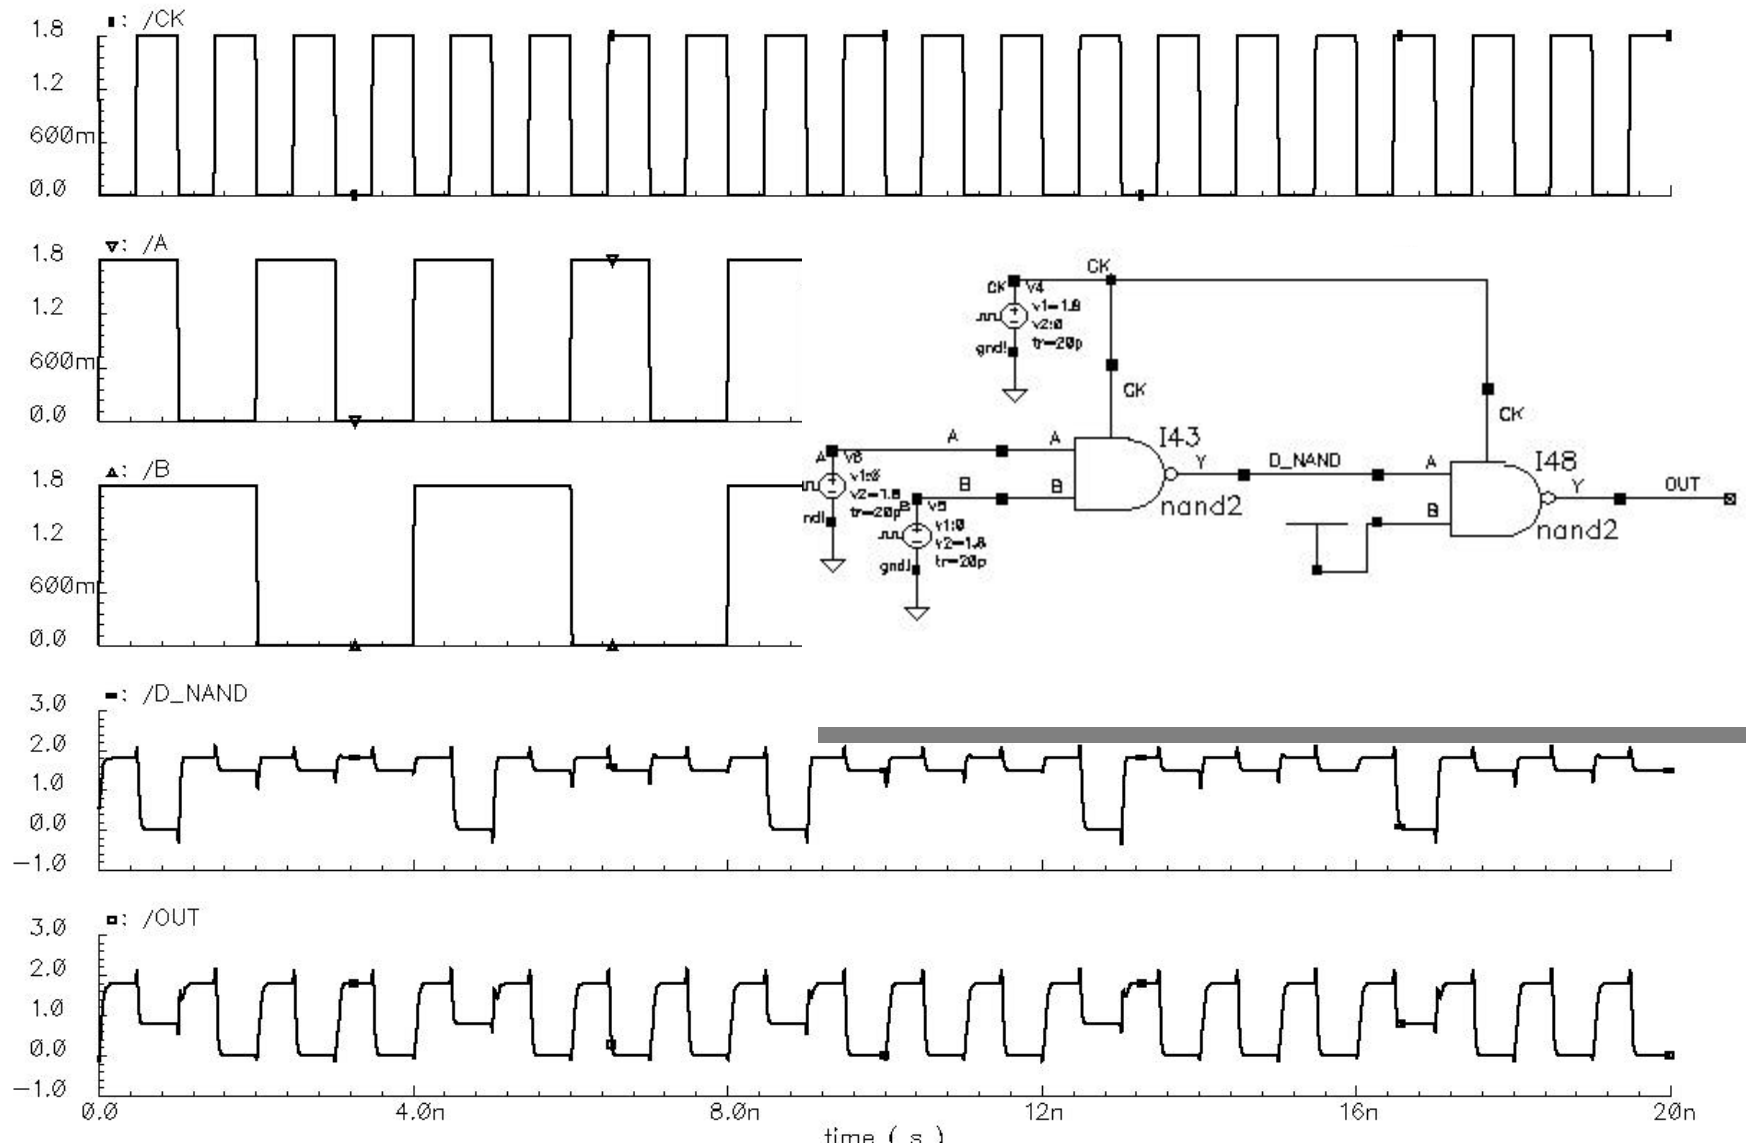 /CK
1.8
1.2
600m
0.0
/A
1.8
1.2
600m
0.0
/B
1.8
1.2
600m
0.0
CK
CK V4
v1=1.8
v2:0
tr=20p
gnd!
CK
CK
A
A
I43
Y
D_NAND
A
I48
Y
OUT
A V6
v1:0
v2=1.8
tr=20p
nd!
B
B
nand2
B
nand2
B V5
v1:0
v2=1.8
tr=20p
gnd!
/D_NAND
3.0
2.0
1.0
0.0
−1.0
/OUT
3.0
2.0
1.0
0.0
−1.0
0.0 4.0n 8.0n 12n 16n 20n
time ( s )